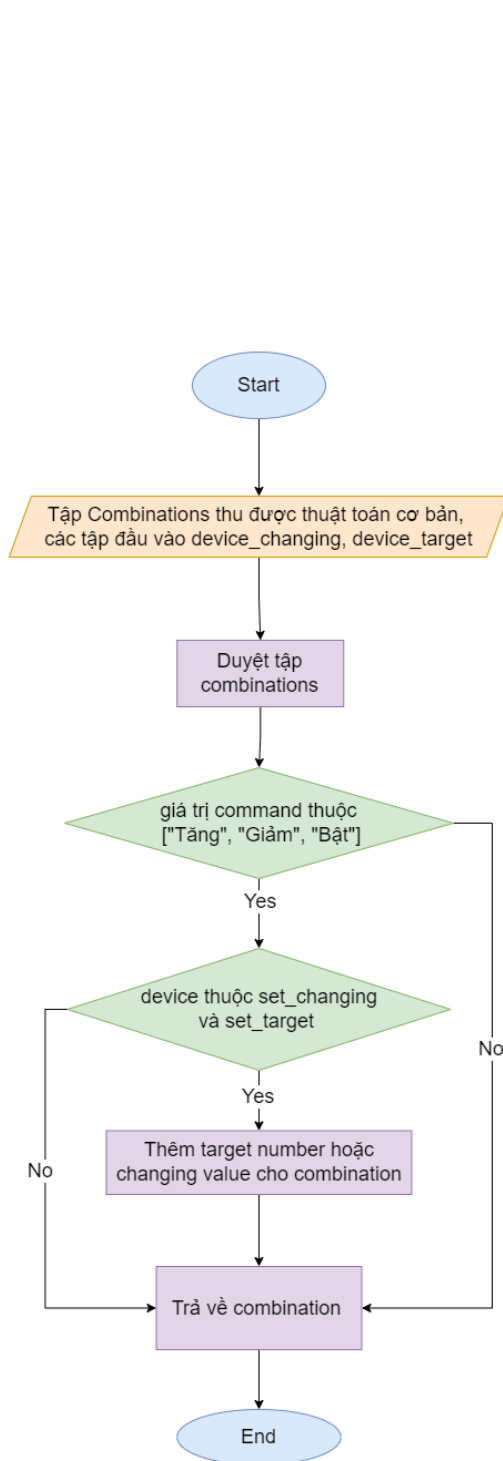 Start
Tập Combinations thu được thuật toán cơ bản,
các tập đầu vào device_changing, device_target
Duyệt tập
combinations
giá trị command thuộc
["Tăng", "Giảm", "Bật"]
Yes
device thuộc set_changing
và set_target
No
Yes
Thêm target number hoặc
changing value cho combination
No
Trả về combination
End